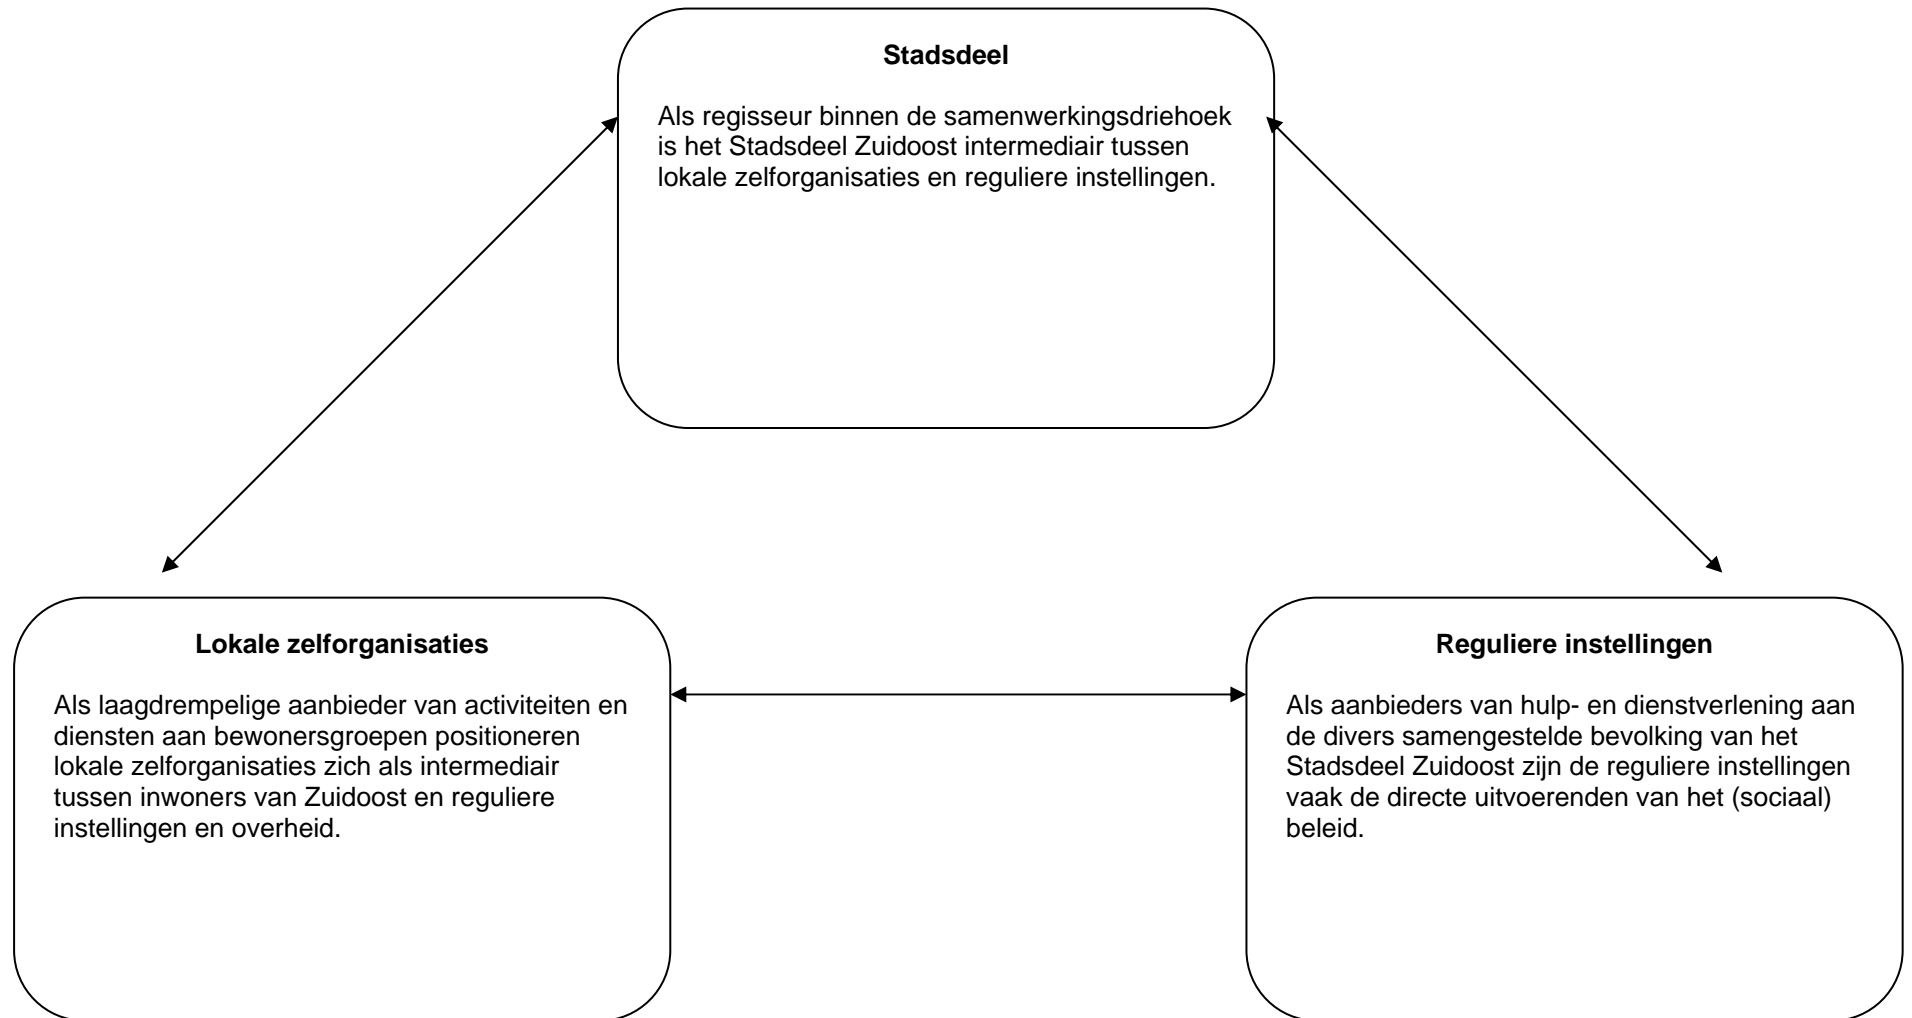 Stadsdeel
Als regisseur binnen de samenwerkingsdriehoek
is het Stadsdeel Zuidoost intermediair tussen
lokale zelforganisaties en reguliere instellingen.
Lokale zelforganisaties
Als laagdrempelige aanbieder van activiteiten en
diensten aan bewonersgroepen positioneren
lokale zelforganisaties zich als intermediair
tussen inwoners van Zuidoost en reguliere
instellingen en overheid.
Reguliere instellingen
Als aanbieders van hulp- en dienstverlening aan
de divers samengestelde bevolking van het
Stadsdeel Zuidoost zijn de reguliere instellingen
vaak de directe uitvoerenden van het (sociaal)
beleid.